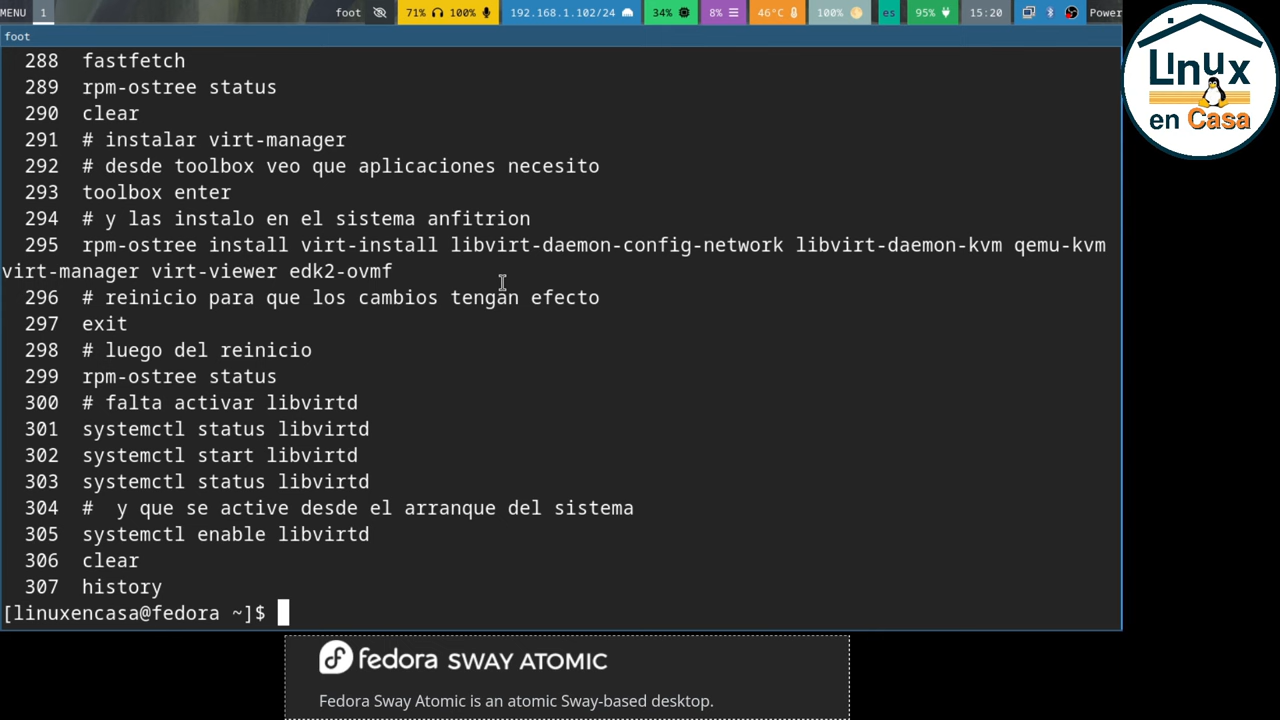 MENU 1 foot 71% 100% 192.168.1.102/24 34% 8% 46°C 100% es 95% 15:20 Power
foot
288 fastfetch
289 rpm-ostree status
290 clear
291 # instalar virt-manager
292 # desde toolbox veo que aplicaciones necesito
293 toolbox enter
294 # y las instalo en el sistema anfitrion
295 rpm-ostree install virt-install libvirt-daemon-config-network libvirt-daemon-kvm qemu-kvm
virt-manager virt-viewer edk2-ovmf
296 # reinicio para que los cambios tengan efecto
297 exit
298 # luego del reinicio
299 rpm-ostree status
300 # falta activar libvirtd
301 systemctl status libvirtd
302 systemctl start libvirtd
303 systemctl status libvirtd
304 #  y que se active desde el arranque del sistema
305 systemctl enable libvirtd
306 clear
307 history
[linuxencasa@fedora ~]$
Linux
en Casa
fedora SWAY ATOMIC
Fedora Sway Atomic is an atomic Sway-based desktop.